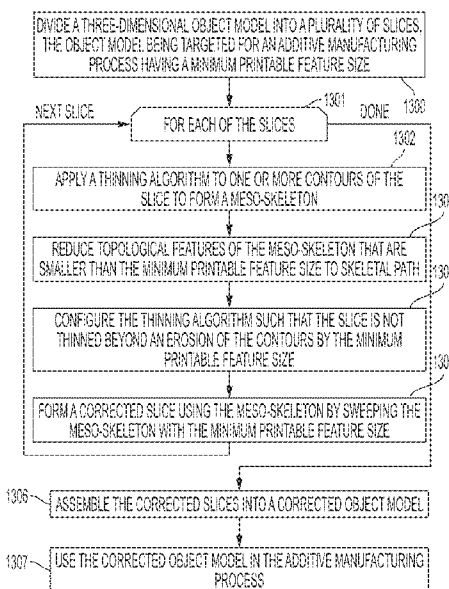 DIVIDE A THREE-DIMENSIONAL OBJECT MODEL INTO A PLURALITY OF SLICES,
THE OBJECT MODEL BEING TARGETED FOR AN ADDITIVE MANUFACTURING
PROCESS HAVING A MINIMUM PRINTABLE FEATURE SIZE
1300
1301
NEXT SLICE
FOR EACH OF THE SLICES
DONE
1302
APPLY A THINNING ALGORITHM TO ONE OR MORE CONTOURS OF THE
SLICE TO FORM A MESO-SKELETON
130
REDUCE TOPOLOGICAL FEATURES OF THE MESO-SKELETON THAT ARE
SMALLER THAN THE MINIMUM PRINTABLE FEATURE SIZE TO SKELETAL PATH
130
CONFIGURE THE THINNING ALGORITHM SUCH THAT THE SLICE IS NOT
THINNED BEYOND AN EROSION OF THE CONTOURS BY THE MINIMUM
PRINTABLE FEATURE SIZE
130
FORM A CORRECTED SLICE USING THE MESO-SKELETON BY SWEEPING THE
MESO-SKELETON WITH THE MINIMUM PRINTABLE FEATURE SIZE
1306
ASSEMBLE THE CORRECTED SLICES INTO A CORRECTED OBJECT MODEL
1307
USE THE CORRECTED OBJECT MODEL IN THE ADDITIVE MANUFACTURING
PROCESS